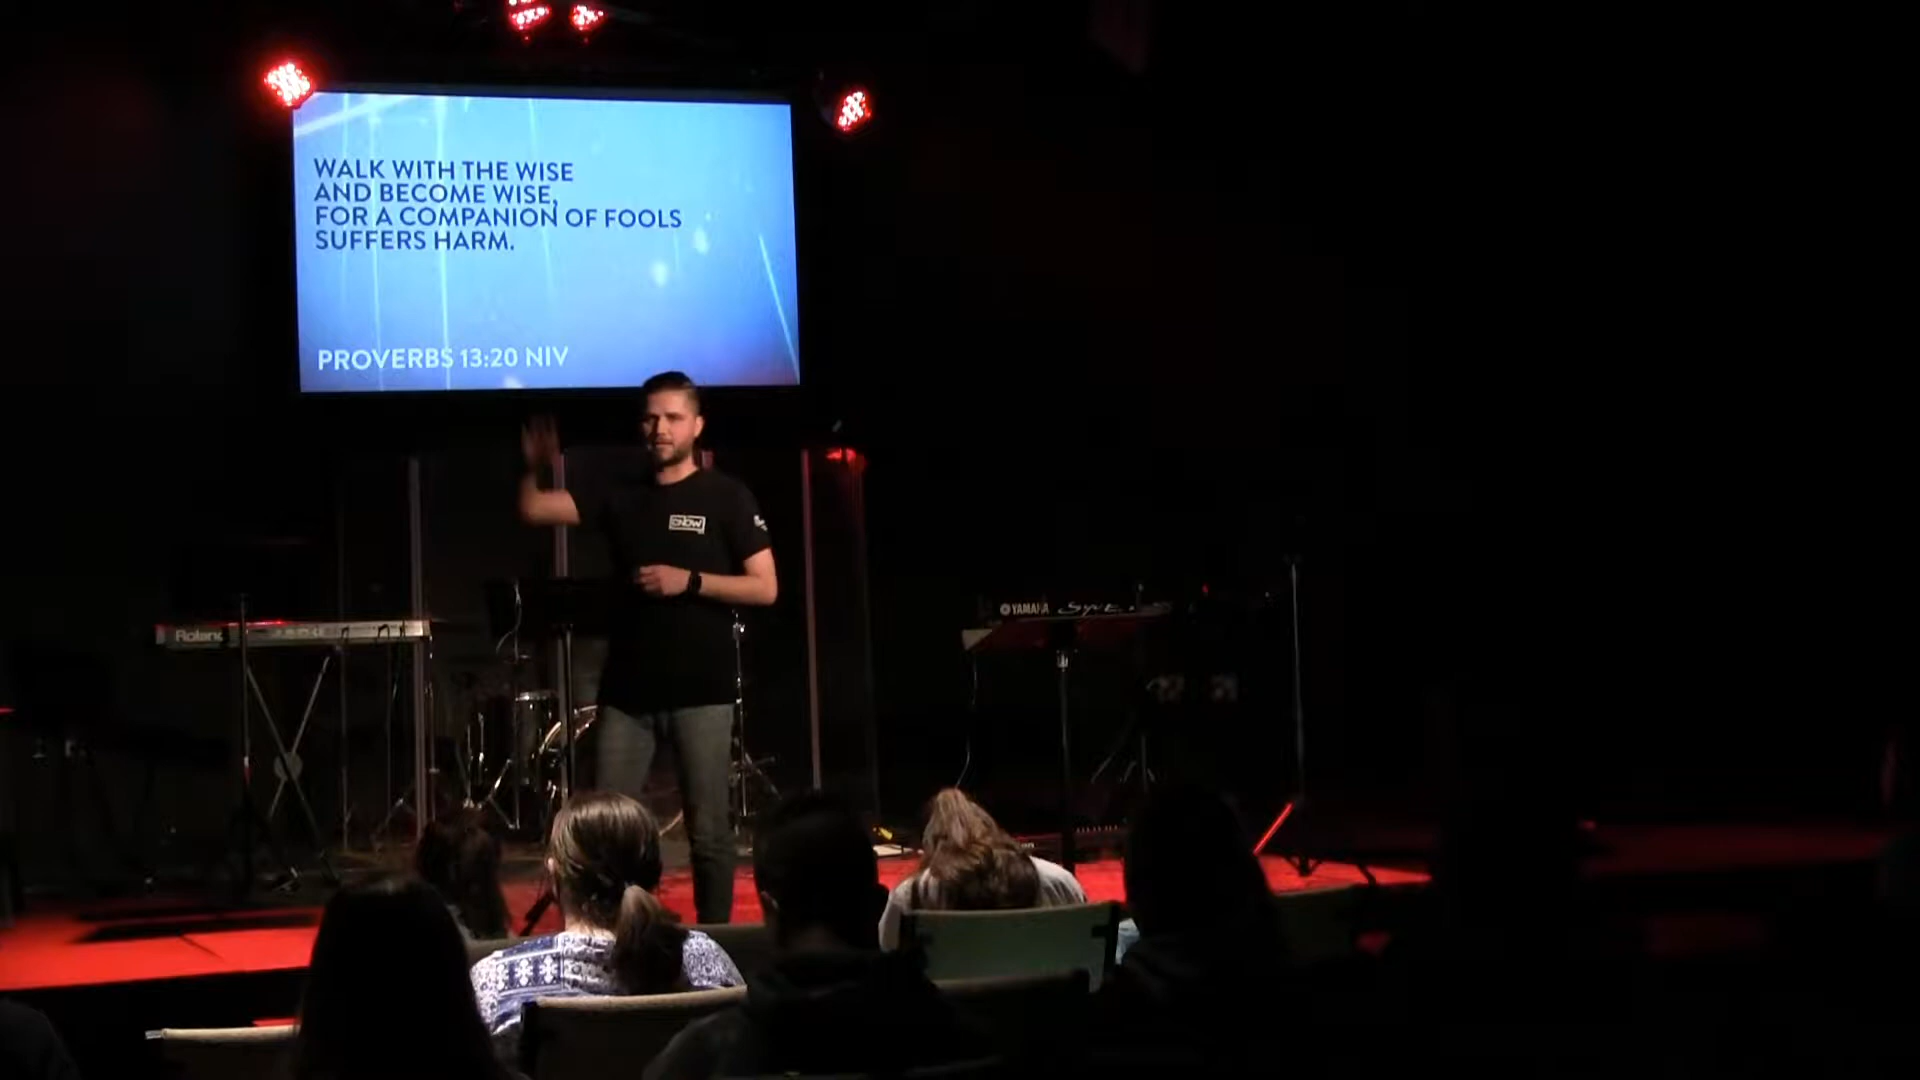 WALK WITH THE WISE
AND BECOME WISE,
FOR A COMPANION OF FOOLS
SUFFERS HARM.
PROVERBS 13:20 NIV
CNOW
Roland
YAMAHA